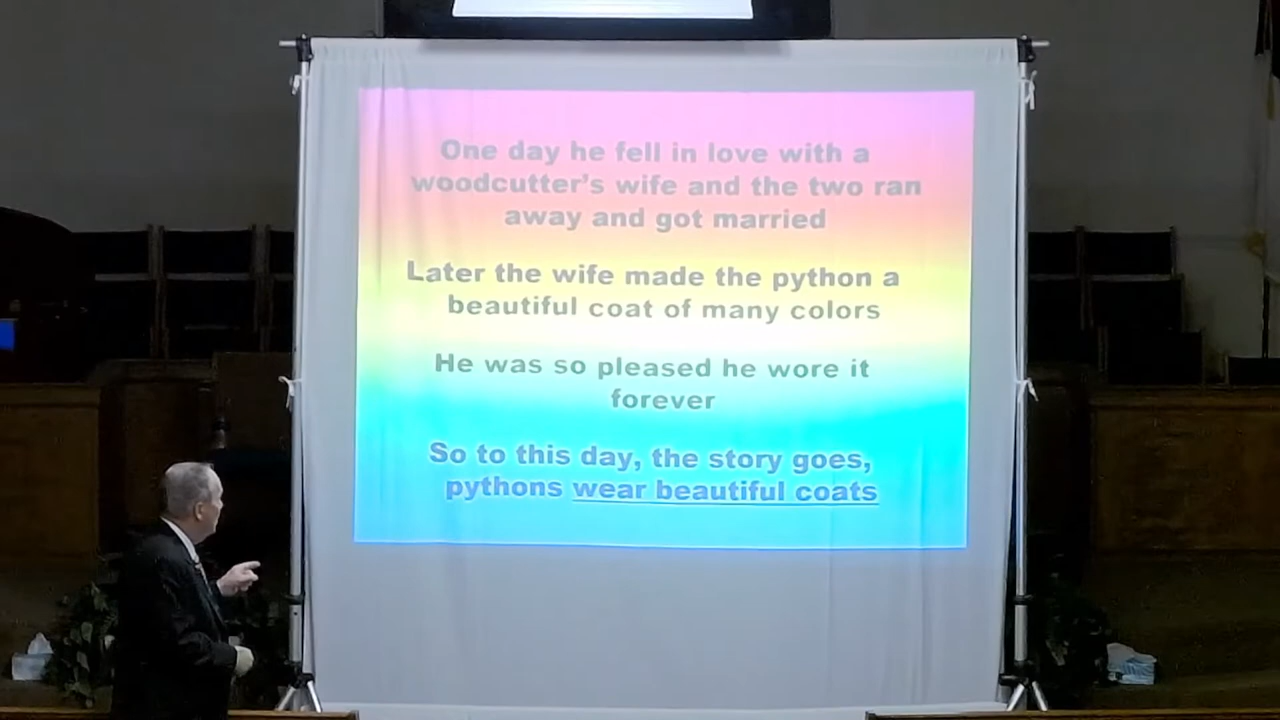 One day he fell in love with a
woodcutter's wife and the two ran
away and got married
Later the wife made the python a
beautiful coat of many colors
He was so pleased he wore it
forever
So to this day, the story goes,
pythons wear beautiful coats